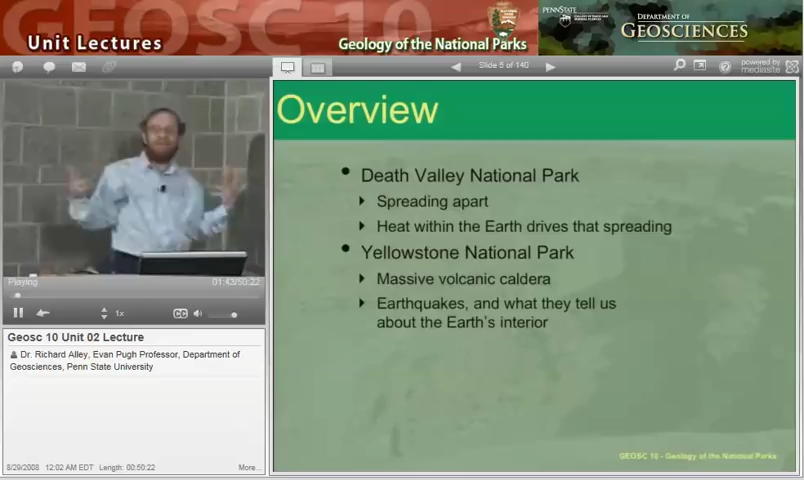 GEOSC 10
Unit Lectures
Geology of the National Parks
PENNSTATE
DEPARTMENT OF
GEOSCIENCES
Slide 5 of 140
powered by
mediasite
Overview
• Death Valley National Park
Spreading apart
Heat within the Earth drives that spreading
• Yellowstone National Park
Massive volcanic caldera
Earthquakes, and what they tell us
about the Earth's interior
GEOSC 10 - Geology of the National Parks
Playing
01:43/50:22
1x
CC
Geosc 10 Unit 02 Lecture
Dr. Richard Alley, Evan Pugh Professor, Department of
Geosciences, Penn State University
8/29/2008 12:02 AM EDT Length: 00:50:22
More...